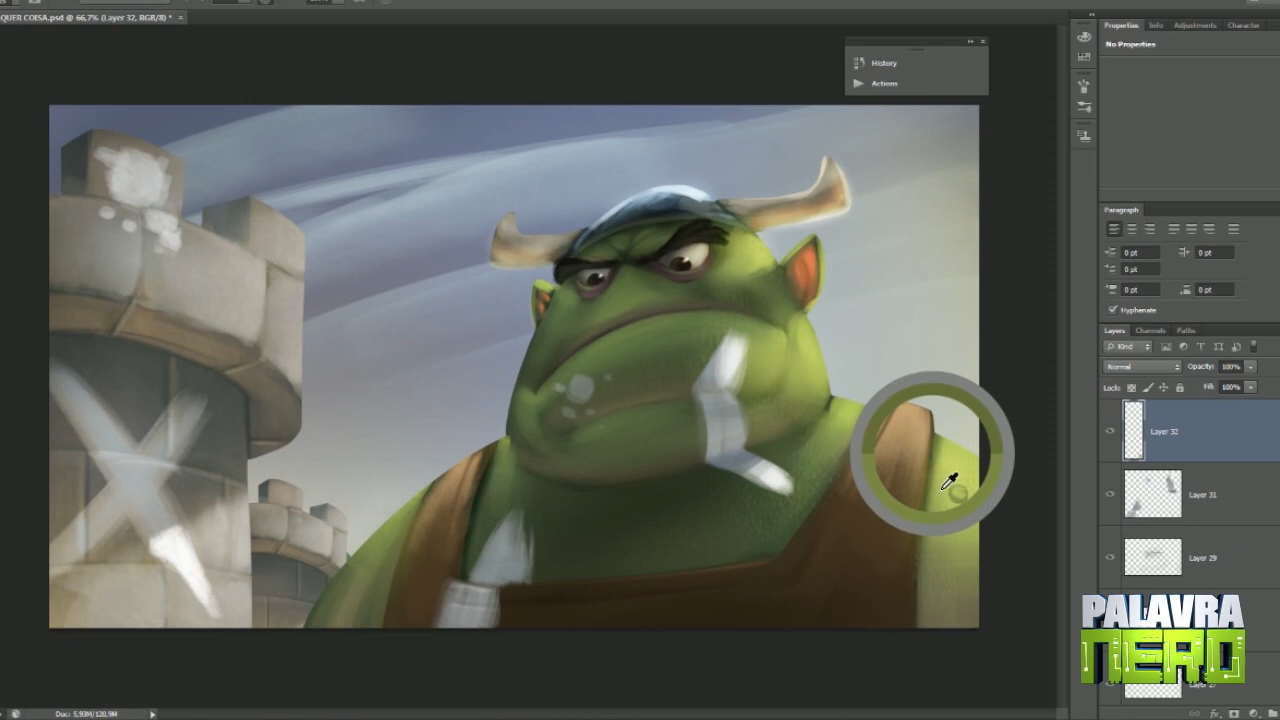 QUER COISA.psd @ 66,7% (Layer 32, RGB/8) *
History
Actions
Properties
Info
Adjustments
Character
No Properties
Paragraph
0 pt
0 pt
0 pt
0 pt
0 pt
Hyphenate
Layers
Channels
Paths
Kind
Normal
Opacity: 100%
Lock:
Fill: 100%
Layer 32
Layer 31
Layer 29
PALAVRA
NERD
Doc: 5,93M/120,9M